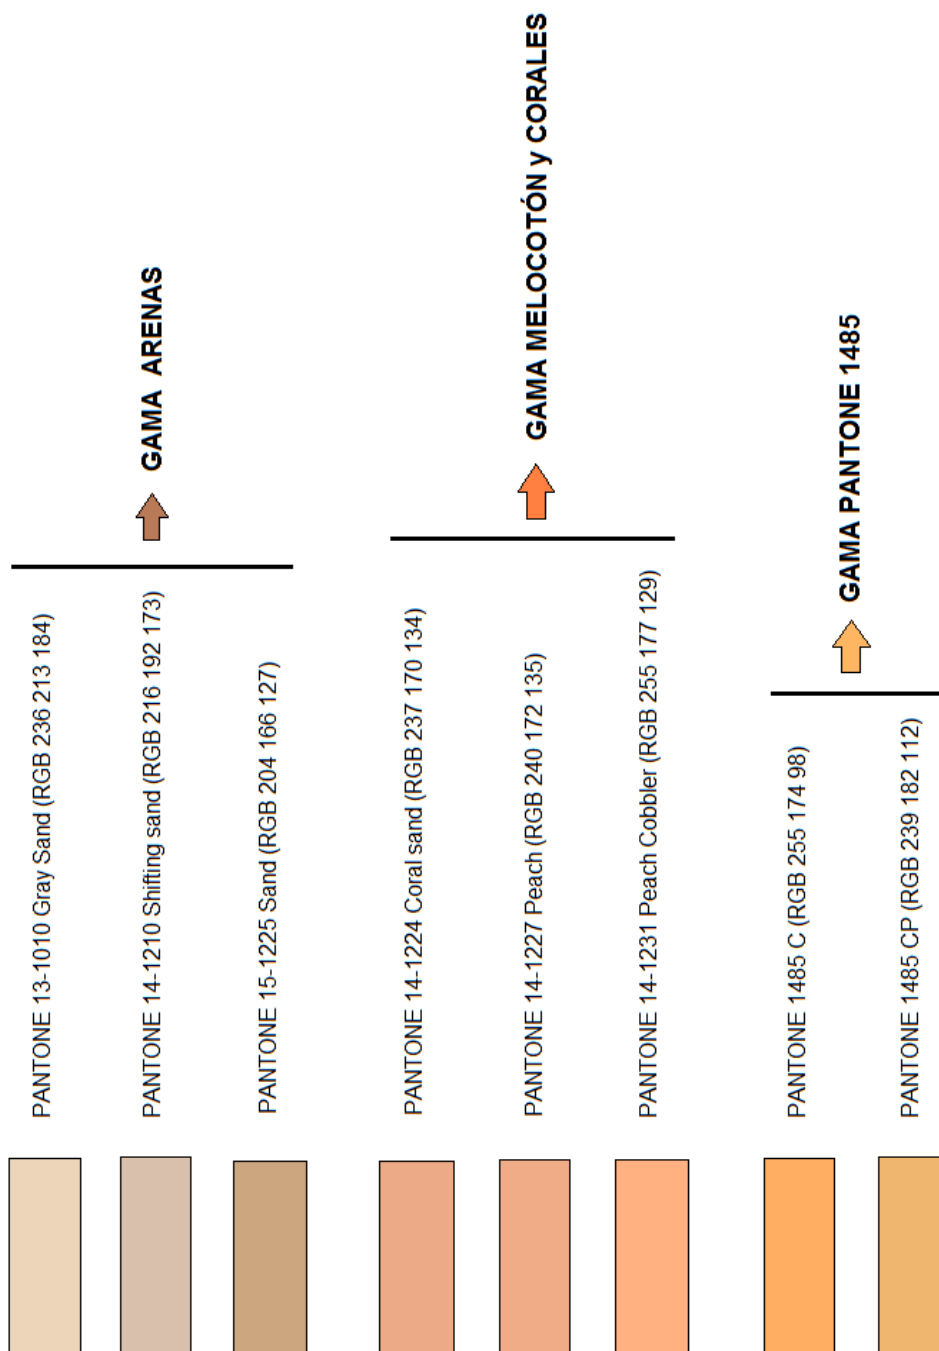 PANTONE 13-1010 Gray Sand (RGB 236 213 184)
PANTONE 14-1210 Shifting sand (RGB 216 192 173)
PANTONE 15-1225 Sand (RGB 204 166 127)
GAMA ARENAS
PANTONE 14-1224 Coral sand (RGB 237 170 134)
PANTONE 14-1227 Peach (RGB 240 172 135)
PANTONE 14-1231 Peach Cobbler (RGB 255 177 129)
GAMA MELOCOTÓN y CORALES
PANTONE 1485 C (RGB 255 174 98)
PANTONE 1485 CP (RGB 239 182 112)
GAMA PANTONE 1485